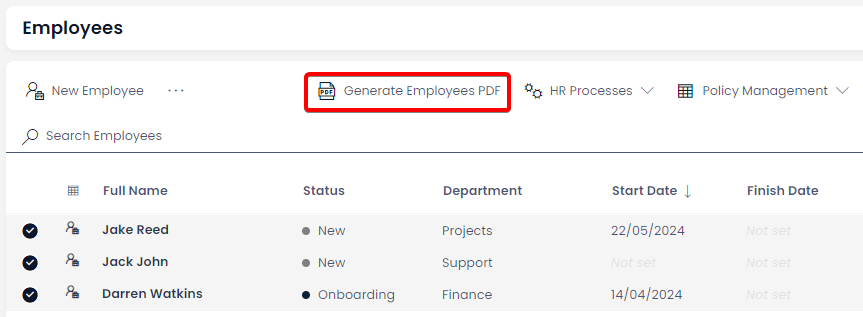 Employees
New Employee ... PDF Generate Employees PDF HR Processes Policy Management
Search Employees
Full Name Status Department Start Date ↓ Finish Date
Jake Reed New Projects 22/05/2024 Not set
Jack John New Support Not set Not set
Darren Watkins Onboarding Finance 14/04/2024 Not set